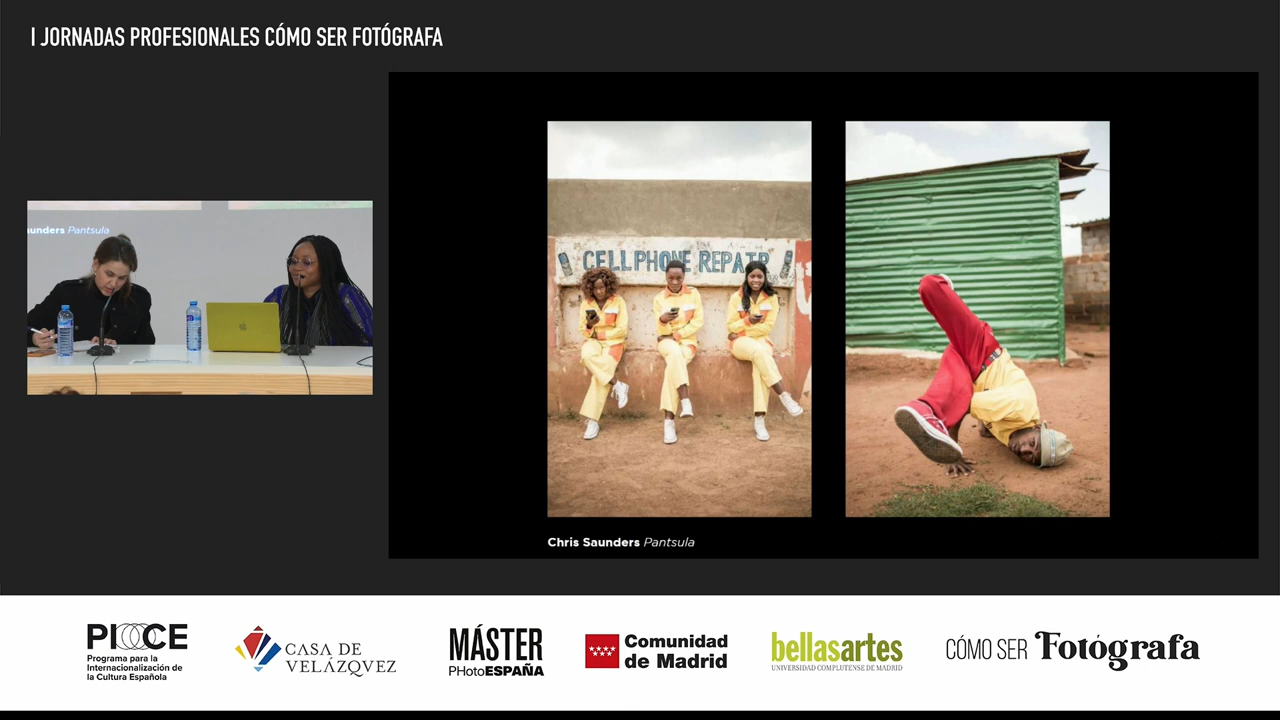 I JORNADAS PROFESIONALES CÓMO SER FOTÓGRAFA
unders Pantsula
CELLPHONE REPAIR
Chris Saunders Pantsula
PICE
Programa para la
Internacionalización de
la Cultura Española
CASA DE
VELÁZQVEZ
MÁSTER
PHotoESPAÑA
Comunidad
de Madrid
bellasartes
UNIVERSIDAD COMPLUTENSE DE MADRID
CÓMO SER Fotógrafa